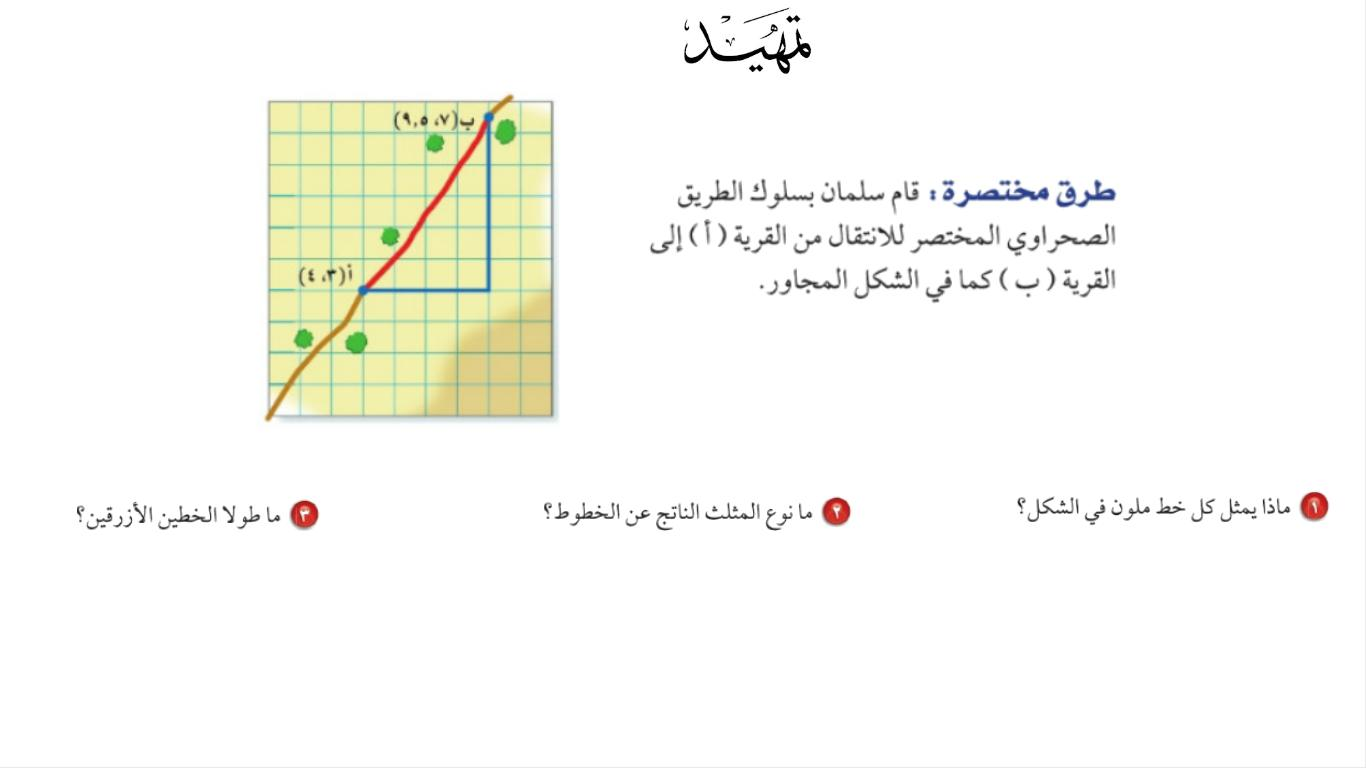 تمهيد
طرق مختصرة : قام سلمان بسلوك الطريق
الصحراوي المختصر للانتقال من القرية ( أ ) إلى
القرية ( ب ) كما في الشكل المجاور.
ب(٧، ٩,٥)
أ(٣، ٤)
١ ماذا يمثل كل خط ملون في الشكل؟
٢ ما نوع المثلث الناتج عن الخطوط؟
٣ ما طولا الخطين الأزرقين؟